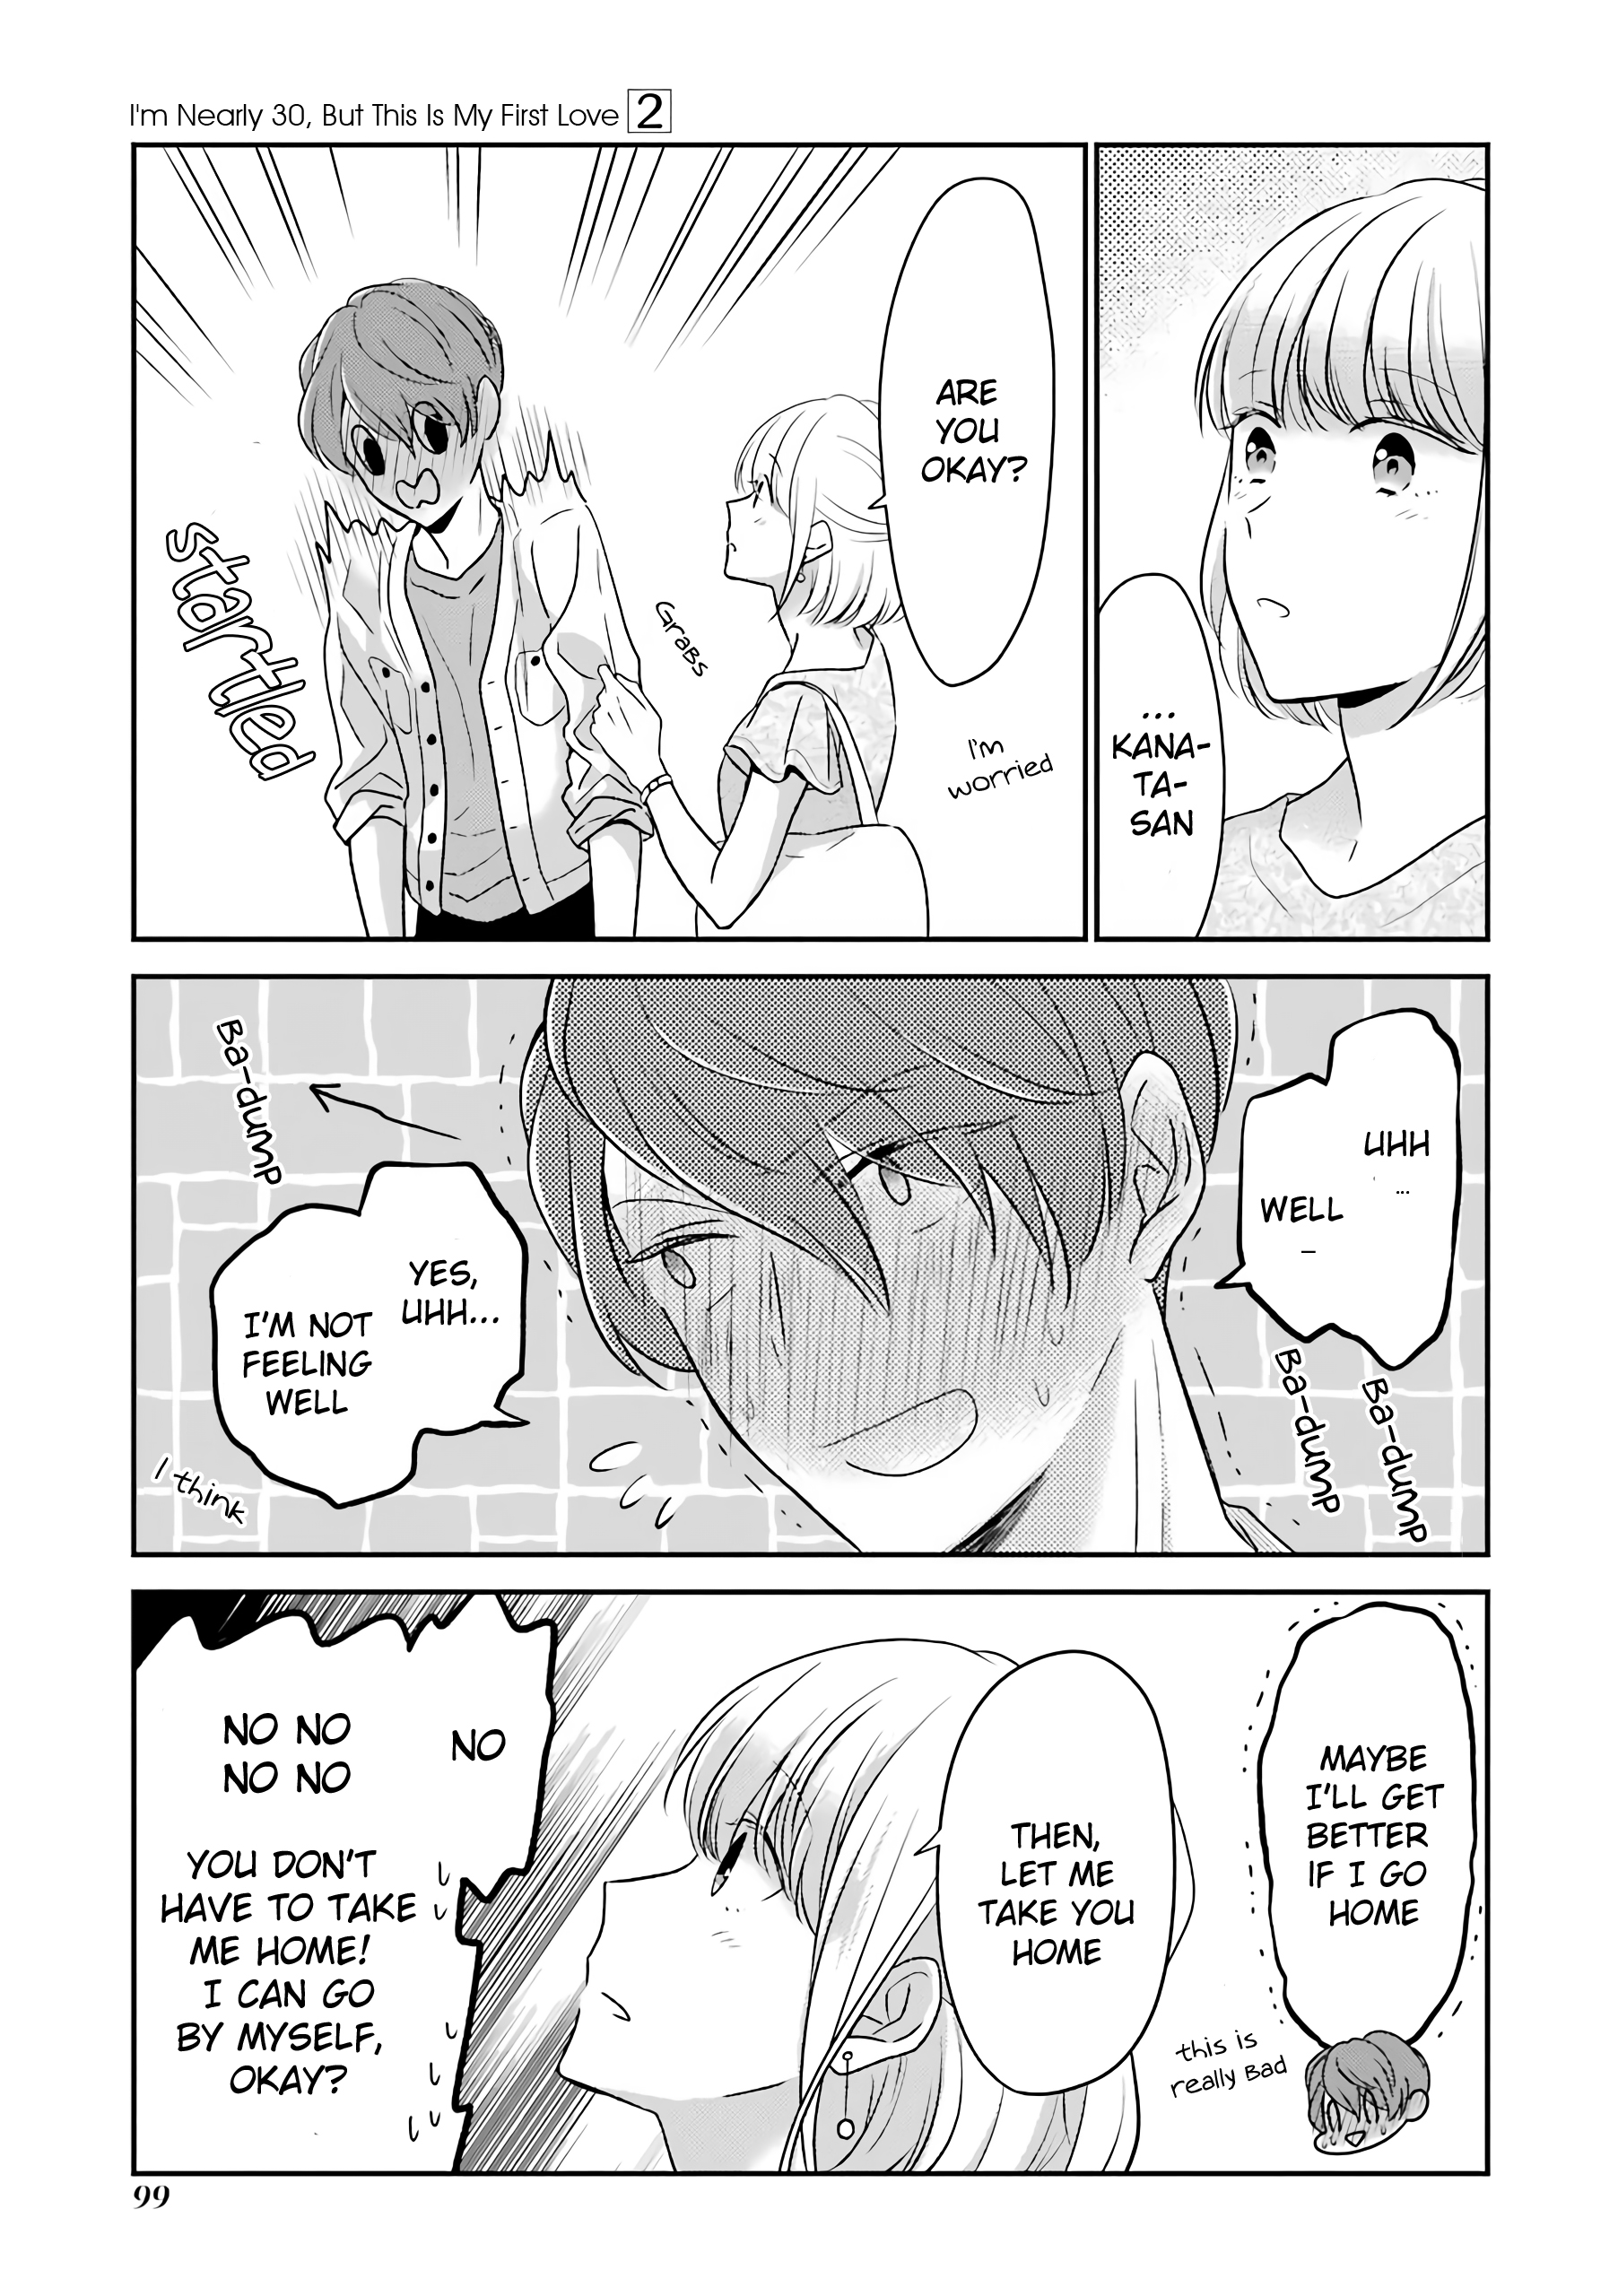 I'm Nearly 30, But This Is My First Love 2
...
KANA-
TA-
SAN
ARE
YOU
OKAY?
I'm
worried
Grabs
startled
UHH
...
WELL
–
Ba-dump
Ba-dump
Ba-dump
YES,
UHH...
I'M NOT
FEELING
WELL
I think
MAYBE
I'LL GET
BETTER
IF I GO
HOME
this is
really Bad
THEN,
LET ME
TAKE YOU
HOME
NO
NO NO
NO NO
YOU DON'T
HAVE TO TAKE
ME HOME!
I CAN GO
BY MYSELF,
OKAY?
99